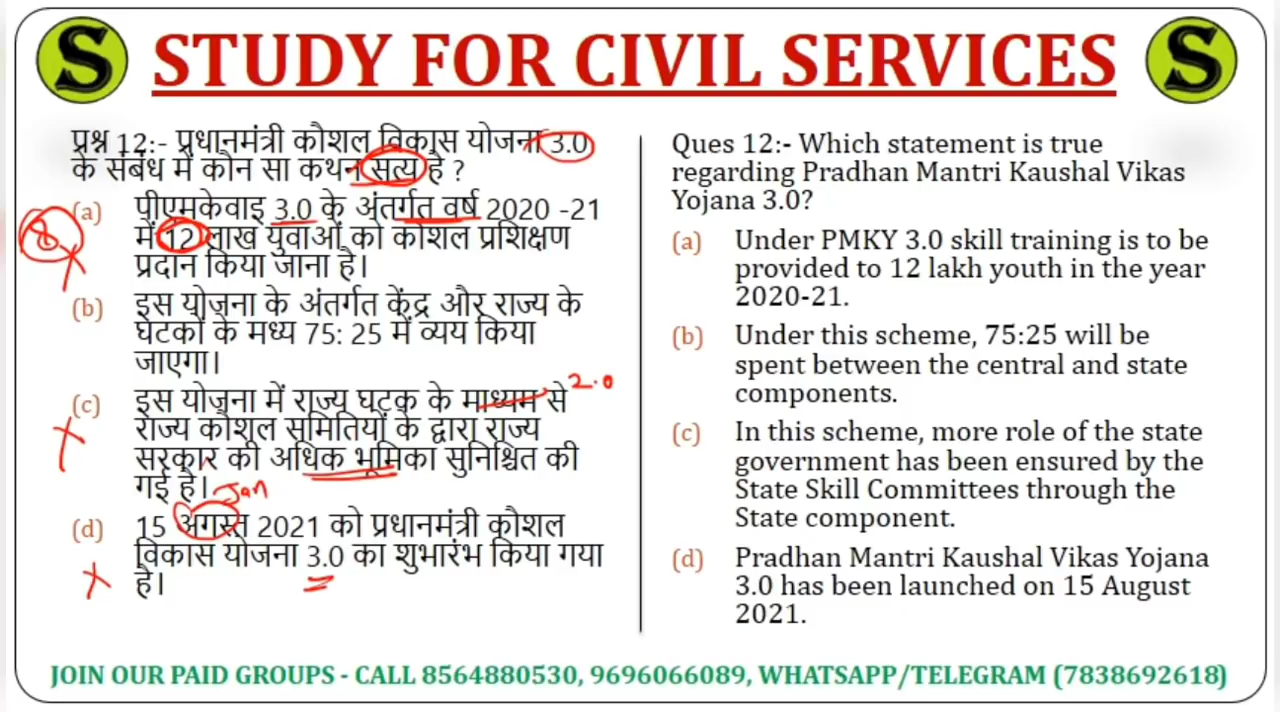 S
STUDY FOR CIVIL SERVICES
S
प्रश्न 12:- प्रधानमंत्री कौशल विकास योजना 3.0
के संबंध में कौन सा कथन सत्य है ?
8
(a) पीएमकेवाइ 3.0 के अंतर्गत वर्ष 2020 -21
में 12 लाख युवाओं को कौशल प्रशिक्षण
प्रदान किया जाना है।
(b) इस योजना के अंतर्गत केंद्र और राज्य के
घटकों के मध्य 75: 25 में व्यय किया
जाएगा।
2.0
(c) इस योजना में राज्य घटक के माध्यम से
राज्य कौशल समितियों के द्वारा राज्य
सरकार की अधिक भूमिका सुनिश्चित की
गई है।
Jan
(d) 15 अगस्त 2021 को प्रधानमंत्री कौशल
विकास योजना 3.0 का शुभारंभ किया गया
है।
Ques 12:- Which statement is true
regarding Pradhan Mantri Kaushal Vikas
Yojana 3.0?
(a) Under PMKY 3.0 skill training is to be
provided to 12 lakh youth in the year
2020-21.
(b) Under this scheme, 75:25 will be
spent between the central and state
components.
(c) In this scheme, more role of the state
government has been ensured by the
State Skill Committees through the
State component.
(d) Pradhan Mantri Kaushal Vikas Yojana
3.0 has been launched on 15 August
2021.
JOIN OUR PAID GROUPS - CALL 8564880530, 9696066089, WHATSAPP/TELEGRAM (7838692618)